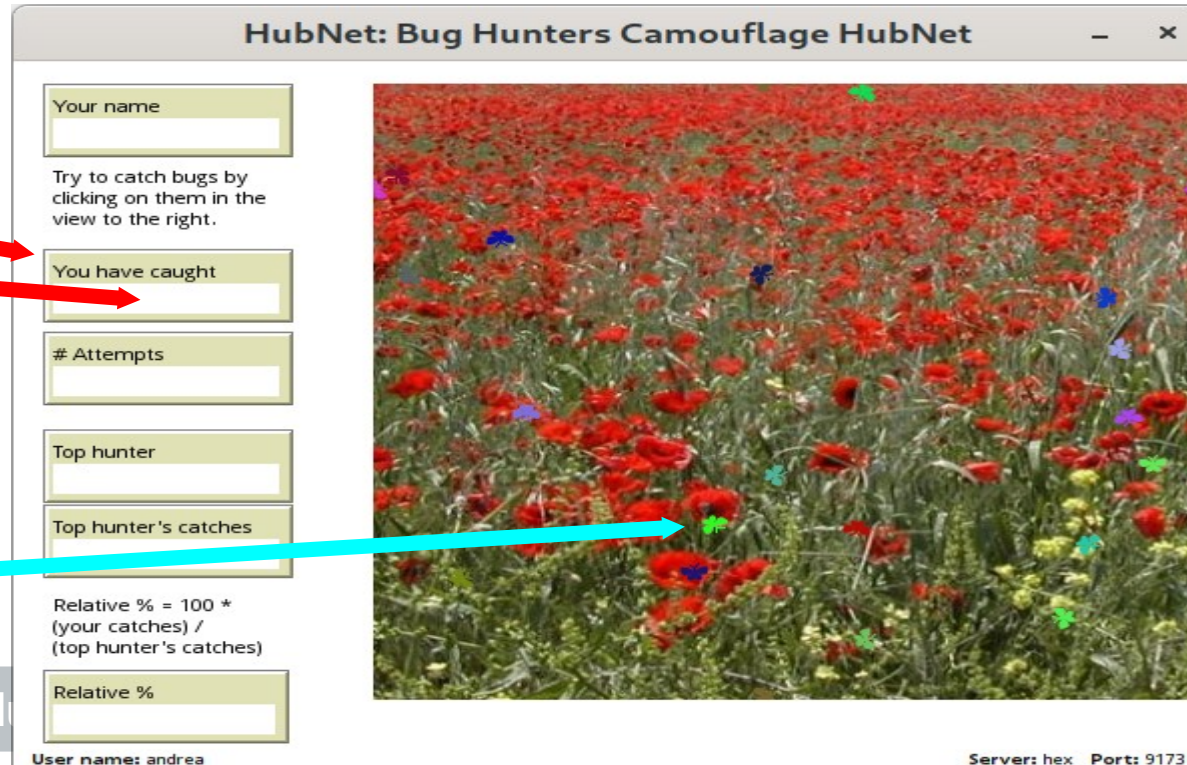 HubNet: Bug Hunters Camouflage HubNet
Your name
Try to catch bugs by
clicking on them in the
view to the right.
You have caught
# Attempts
Top hunter
Top hunter's catches
Relative % = 100 *
(your catches) /
(top hunter's catches)
Relative %
User name: andrea
Server: hex Port: 9173